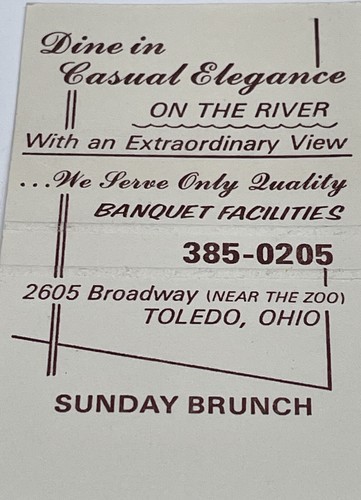 Dine in
Casual Elegance
ON THE RIVER
With an Extraordinary View
...We Serve Only Quality
BANQUET FACILITIES
385-0205
2605 Broadway (NEAR THE ZOO)
TOLEDO, OHIO
SUNDAY BRUNCH